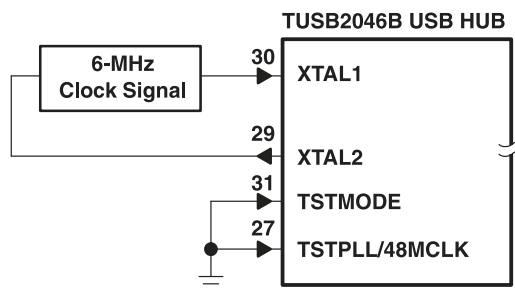 TUSB2046B USB HUB
6-MHz
Clock Signal
30
XTAL1
29
XTAL2
31
TSTMODE
27
TSTPLL/48MCLK